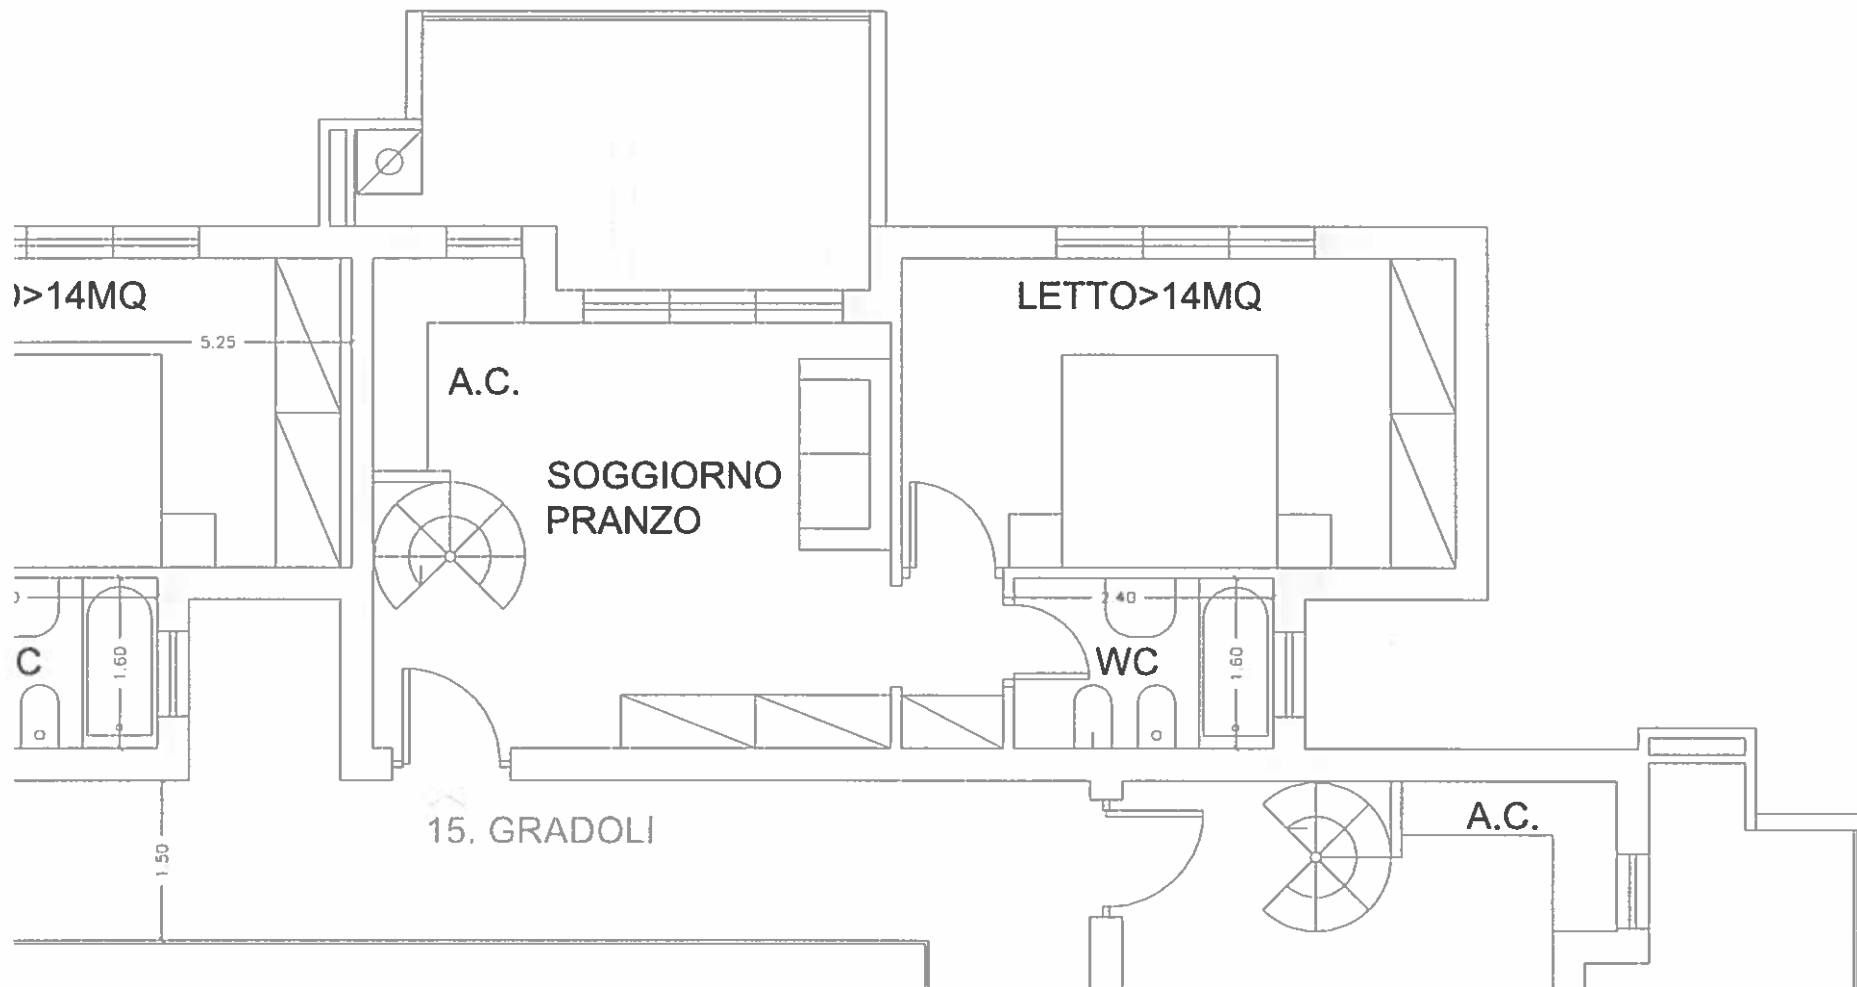 >14MQ
LETTO>14MQ
5.25
A.C.
SOGGIORNO
PRANZO
2.40
C
1.60
WC
1.60
15. GRADOLI
A.C.
1.50